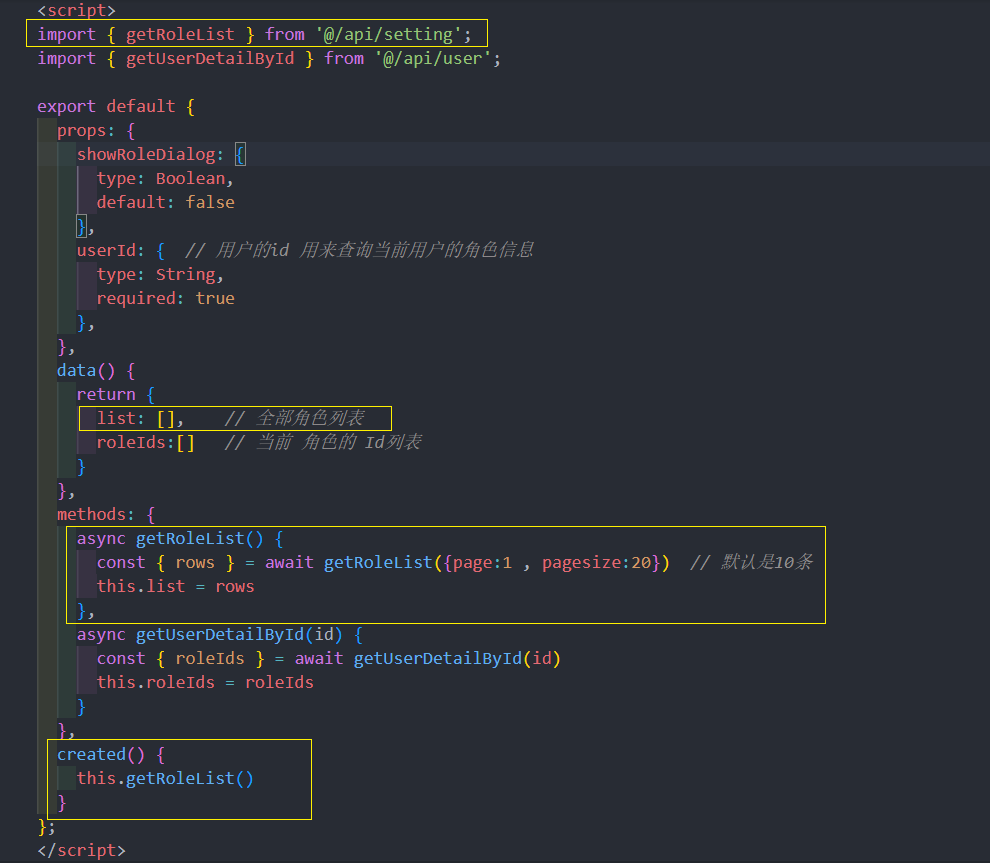 <script>
import { getRoleList } from '@/api/setting';
import { getUserDetailById } from '@/api/user';
export default {
props: {
showRoleDialog: {
type: Boolean,
default: false
},
userId: { // 用户的id 用来查询当前用户的角色信息
type: String,
required: true
},
},
data() {
return {
list: [], // 全部角色列表
roleIds:[] // 当前 角色的 Id列表
}
},
methods: {
async getRoleList() {
const { rows } = await getRoleList({page:1 , pagesize:20}) // 默认是10条
this.list = rows
},
async getUserDetailById(id) {
const { roleIds } = await getUserDetailById(id)
this.roleIds = roleIds
}
},
created() {
this.getRoleList()
}
};
</script>